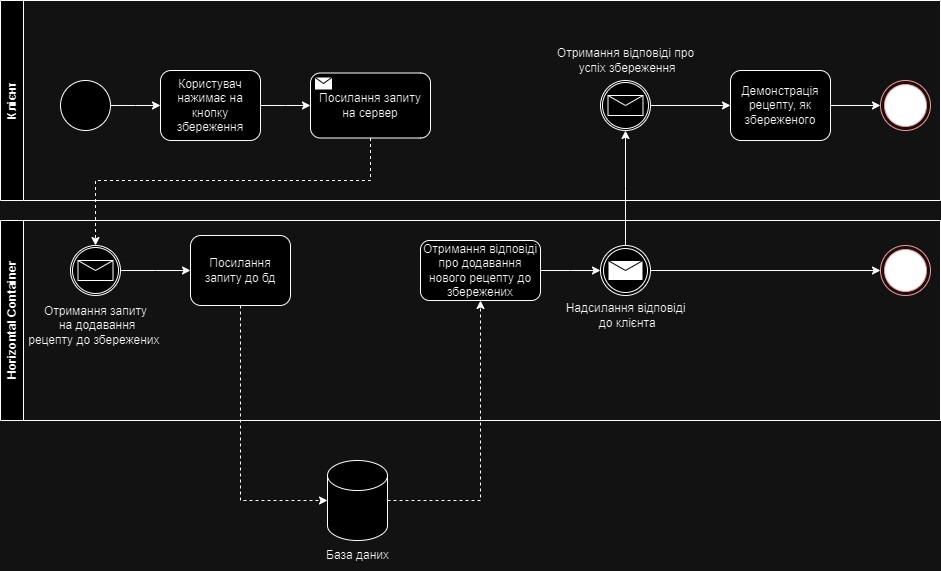 Клієнт
Користувач
нажимає на
кнопку
збереження
Посилання запиту
на сервер
Отримання відповіді про
успіх збереження
Демонстрація
рецепту, як
збереженого
Horizontal Container
Отримання запиту
на додавання
рецепту до збережених
Посилання
запиту до бд
Отримання відповіді
про додавання
нового рецепту до
збережених
Надсилання відповіді
до клієнта
База даних